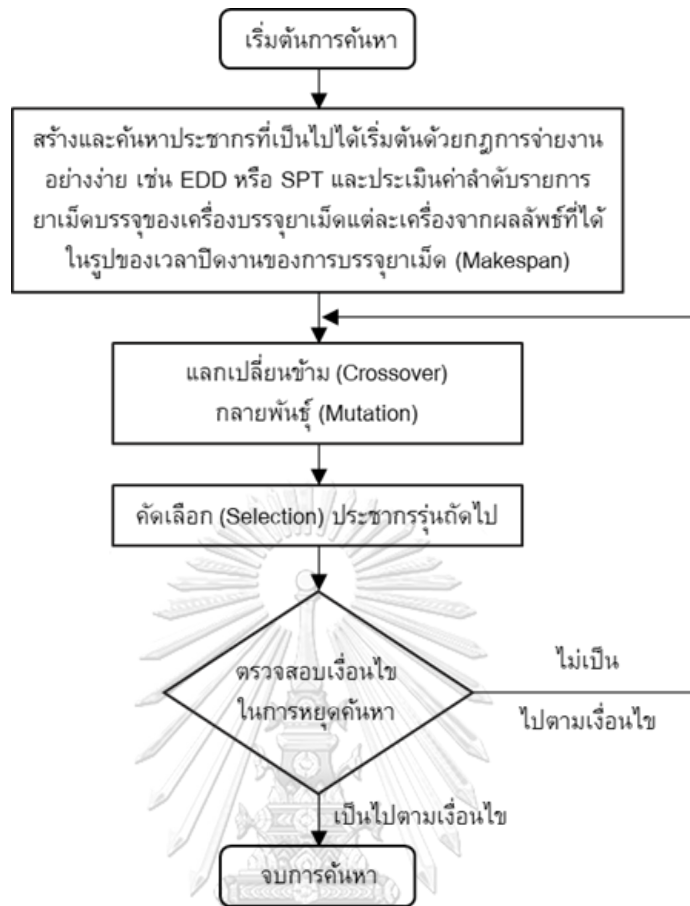 เริ่มต้นการค้นหา
สร้างและค้นหาประชากรที่เป็นไปได้เริ่มต้นด้วยกฎการจ่ายงาน
อย่างง่าย เช่น EDD หรือ SPT และประเมินค่าลำดับรายการ
ยาเม็ดบรรจุของเครื่องบรรจุยาเม็ดแต่ละเครื่องจากผลลัพธ์ที่ได้
ในรูปของเวลาปิดงานของการบรรจุยาเม็ด (Makespan)
แลกเปลี่ยนข้าม (Crossover)
กลายพันธุ์ (Mutation)
คัดเลือก (Selection) ประชากรรุ่นถัดไป
ตรวจสอบเงื่อนไข
ในการหยุดค้นหา
ไม่เป็น
ไปตามเงื่อนไข
เป็นไปตามเงื่อนไข
จบการค้นหา